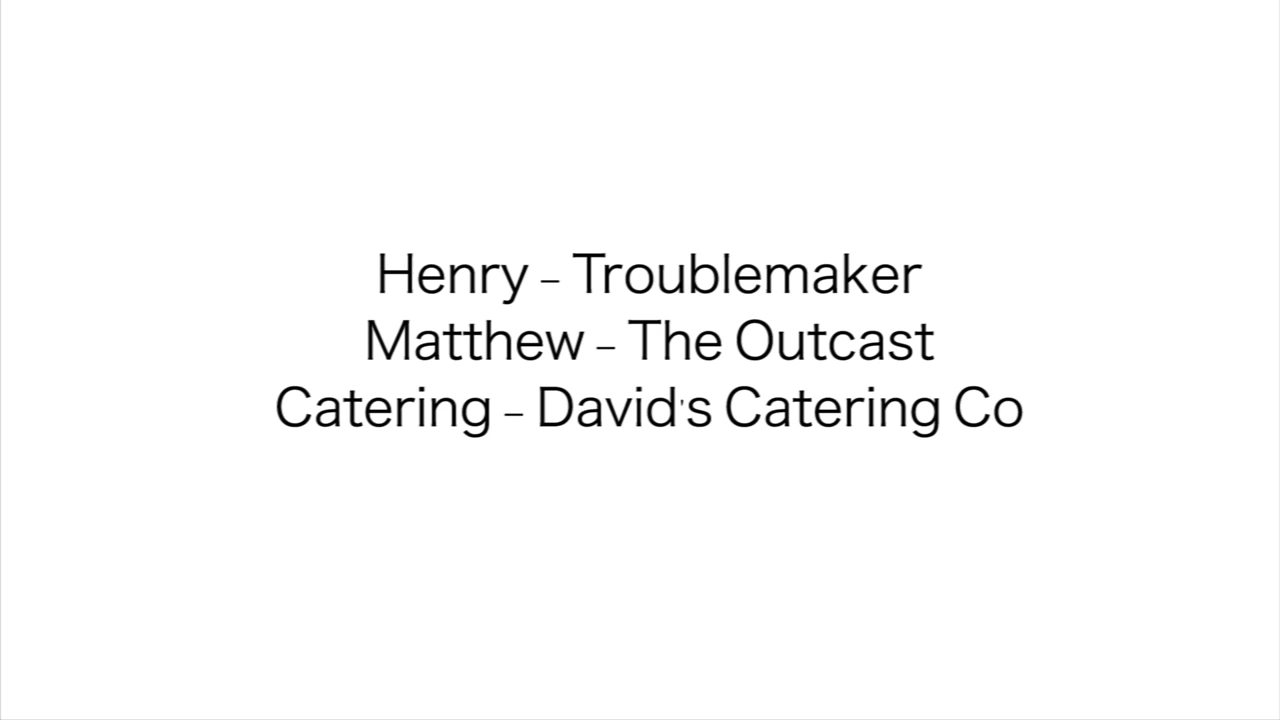 Henry – Troublemaker
Matthew – The Outcast
Catering – David's Catering Co